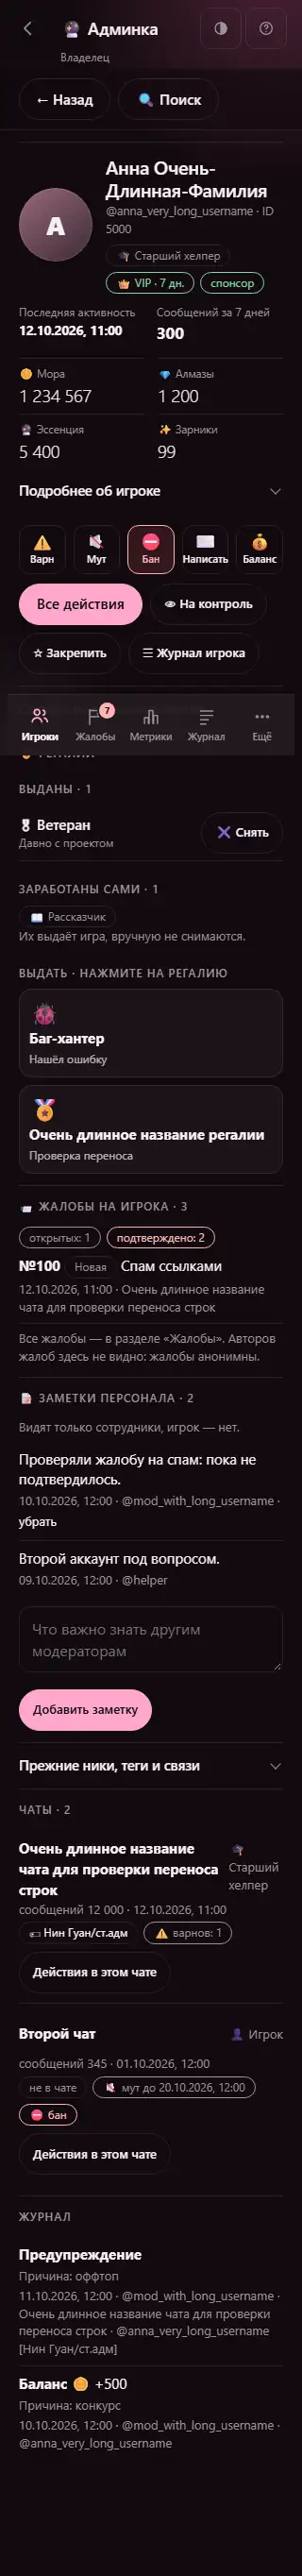 Админка
Владелец
← Назад
Поиск
Анна Очень-
Длинная-Фамилия
@anna_very_long_username · ID
5000
Старший хелпер
VIP · 7 дн.
спонсор
Последняя активность
Сообщений за 7 дней
12.10.2026, 11:00
300
Мора
Алмазы
1 234 567
1 200
Эссенция
Зарники
5 400
99
Подробнее об игроке
Варн
Мут
Бан
Написать
Баланс
Все действия
На контроль
☆ Закрепить
☰ Журнал игрока
7
Игроки
Жалобы
Метрики
Журнал
Ещё
ВЫДАНЫ · 1
Ветеран
Давно с проектом
Снять
ЗАРАБОТАНЫ САМИ · 1
Рассказчик
Их выдаёт игра, вручную не снимаются.
ВЫДАТЬ · НАЖМИТЕ НА РЕГАЛИЮ
Баг-хантер
Нашёл ошибку
Очень длинное название регалии
Проверка переноса
ЖАЛОБЫ НА ИГРОКА · 3
открытых: 1
подтверждено: 2
№100 Новая Спам ссылками
12.10.2026, 11:00 · Очень длинное название
чата для проверки переноса строк
Все жалобы — в разделе «Жалобы». Авторов
жалоб здесь не видно: жалобы анонимны.
ЗАМЕТКИ ПЕРСОНАЛА · 2
Видят только сотрудники, игрок — нет.
Проверяли жалобу на спам: пока не
подтвердилось.
10.10.2026, 12:00 · @mod_with_long_username ·
убрать
Второй аккаунт под вопросом.
09.10.2026, 12:00 · @helper
Что важно знать другим
модераторам
Добавить заметку
Прежние ники, теги и связи
ЧАТЫ · 2
Очень длинное название
чата для проверки переноса
строк
Старший
хелпер
сообщений 12 000 · 12.10.2026, 11:00
Нин Гуан/ст.адм
варнов: 1
Действия в этом чате
Второй чат
Игрок
сообщений 345 · 01.10.2026, 12:00
не в чате
мут до 20.10.2026, 12:00
бан
Действия в этом чате
ЖУРНАЛ
Предупреждение
Причина: оффтоп
11.10.2026, 12:00 · @mod_with_long_username ·
Очень длинное название чата для проверки
переноса строк · @anna_very_long_username
[Нин Гуан/ст.адм]
Баланс +500
Причина: конкурс
10.10.2026, 12:00 · @mod_with_long_username ·
@anna_very_long_username